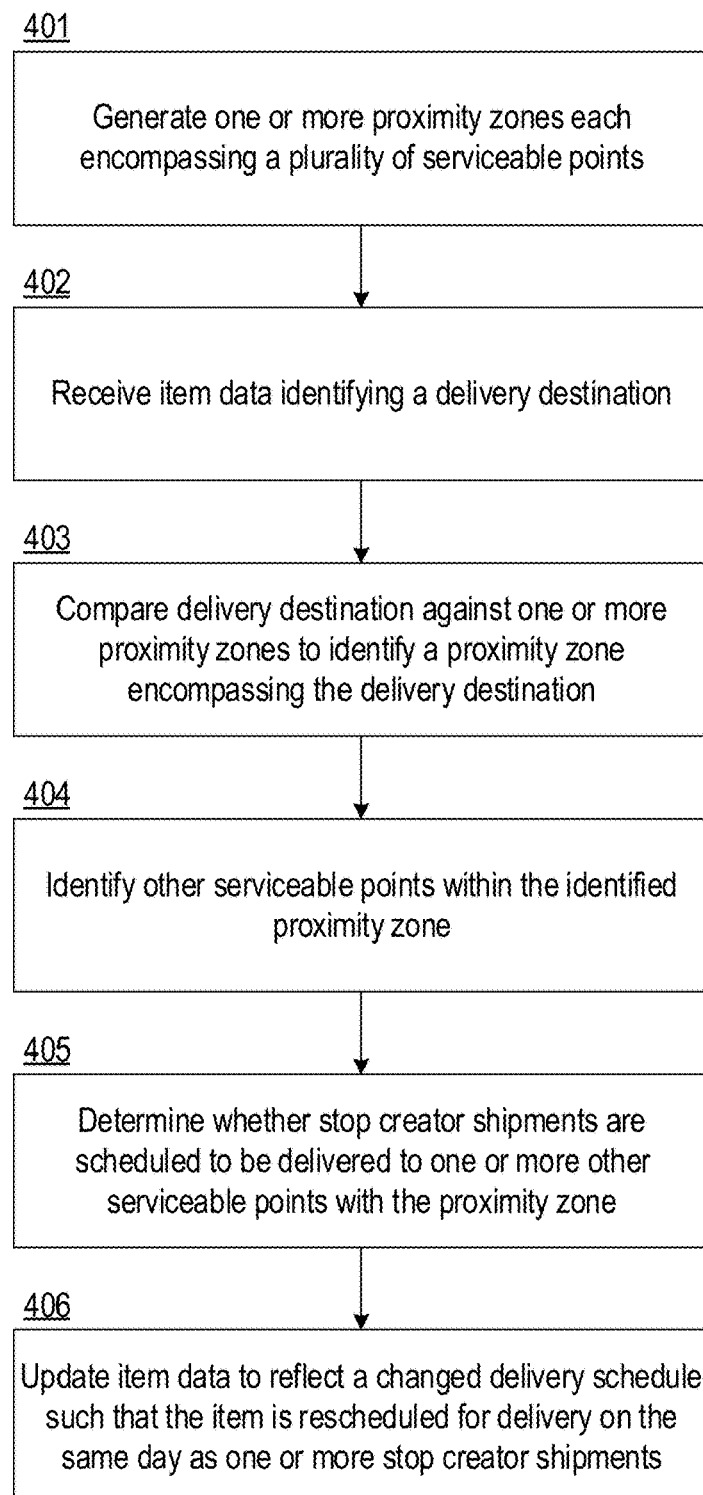 401
Generate one or more proximity zones each
encompassing a plurality of serviceable points
402
Receive item data identifying a delivery destination
403
Compare delivery destination against one or more
proximity zones to identify a proximity zone
encompassing the delivery destination
404
Identify other serviceable points within the identified
proximity zone
405
Determine whether stop creator shipments are
scheduled to be delivered to one or more other
serviceable points with the proximity zone
406
Update item data to reflect a changed delivery schedule
such that the item is rescheduled for delivery on the
same day as one or more stop creator shipments